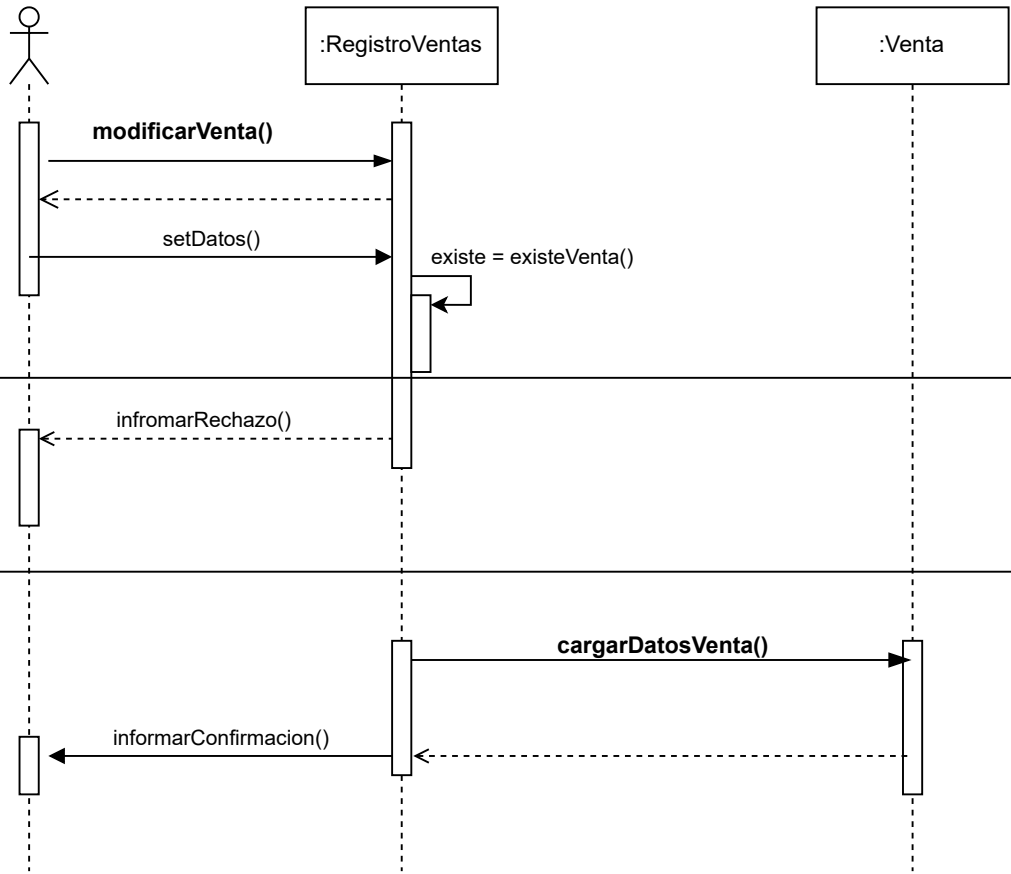 :RegistroVentas
:Venta
modificarVenta()
setDatos()
existe = existeVenta()
infromarRechazo()
cargarDatosVenta()
informarConfirmacion()